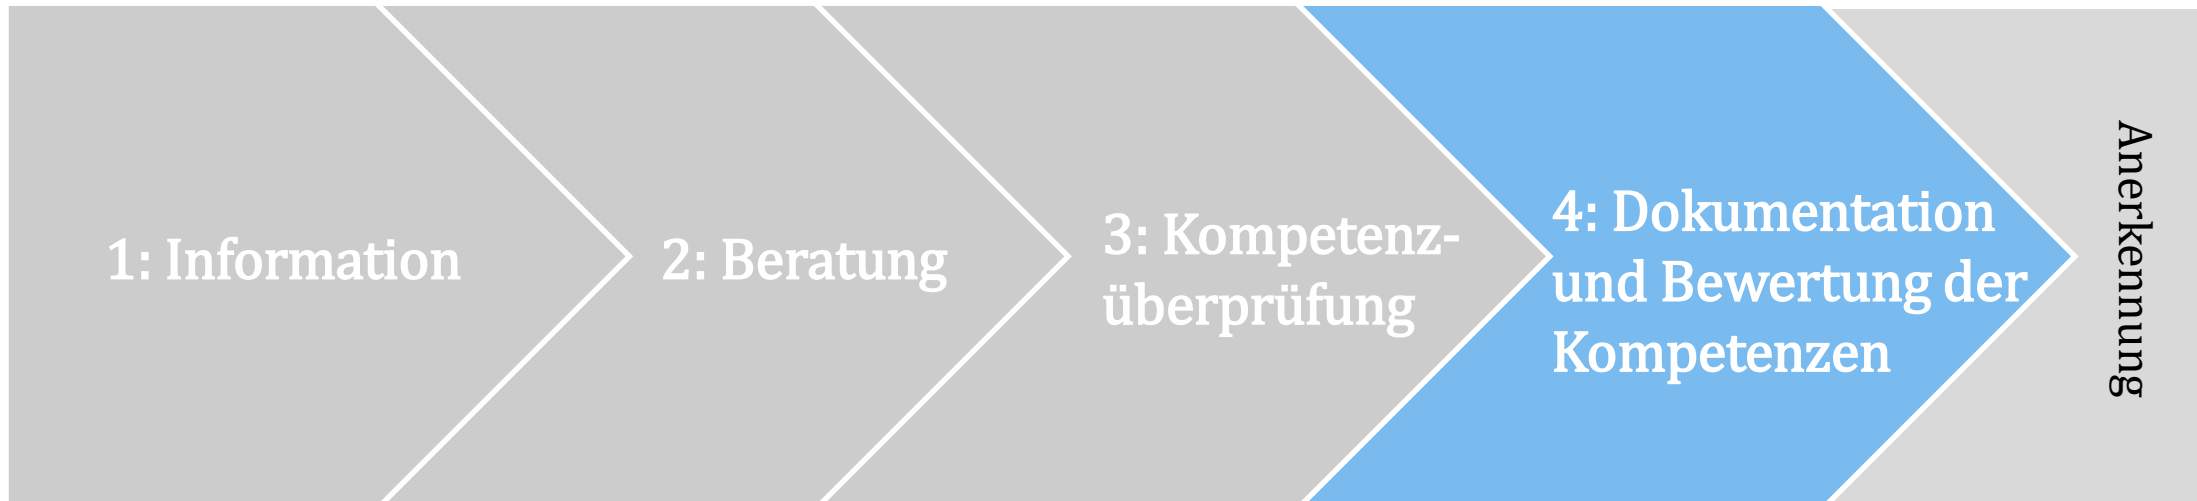 1: Information
2: Beratung
3: Kompetenz-
überprüfung
4: Dokumentation
und Bewertung der
Kompetenzen
Anerkennung